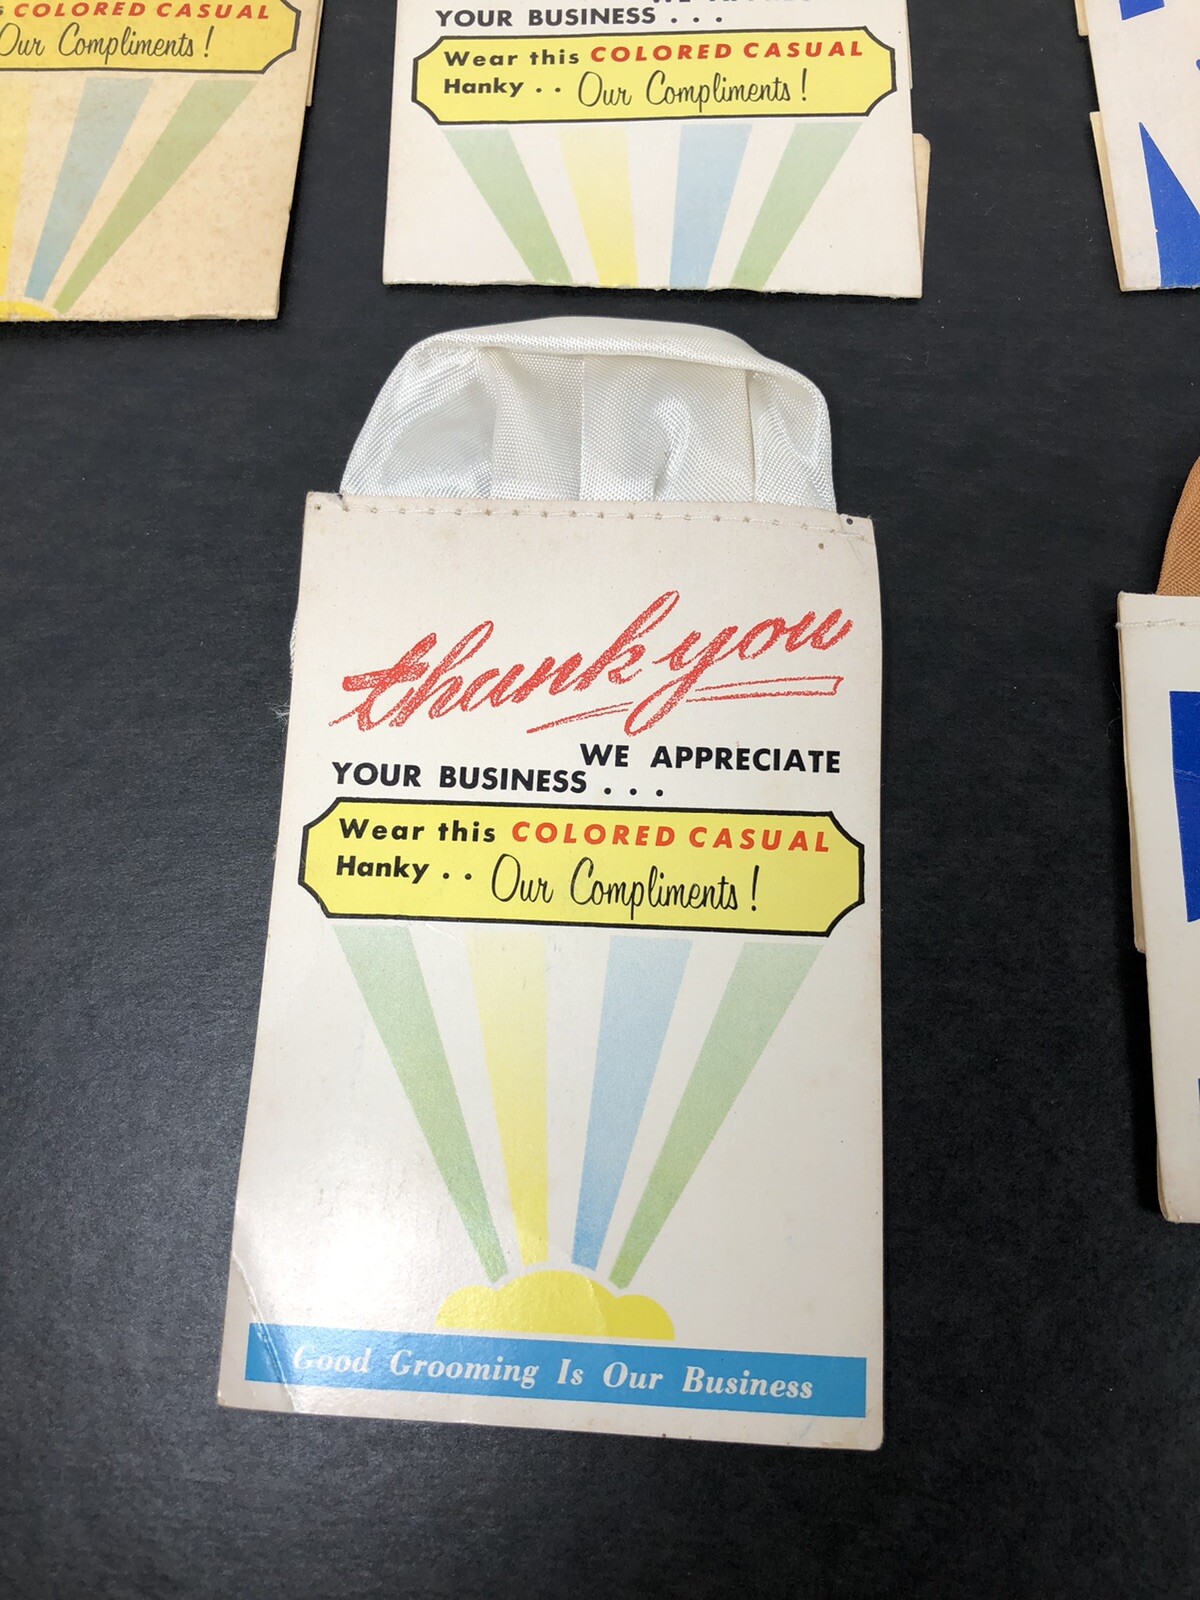 COLORED CASUAL
Our Compliments!
YOUR BUSINESS...
Wear this COLORED CASUAL
Hanky.. Our Compliments!
thank you
WE APPRECIATE
YOUR BUSINESS...
Wear this COLORED CASUAL
Hanky.. Our Compliments!
Good Grooming Is Our Business